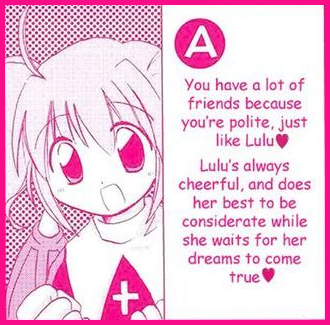 A
You have a lot of
friends because
you're polite, just
like Lulu♥
Lulu's always
cheerful, and does
her best to be
considerate while
she waits for her
dreams to come
true♥